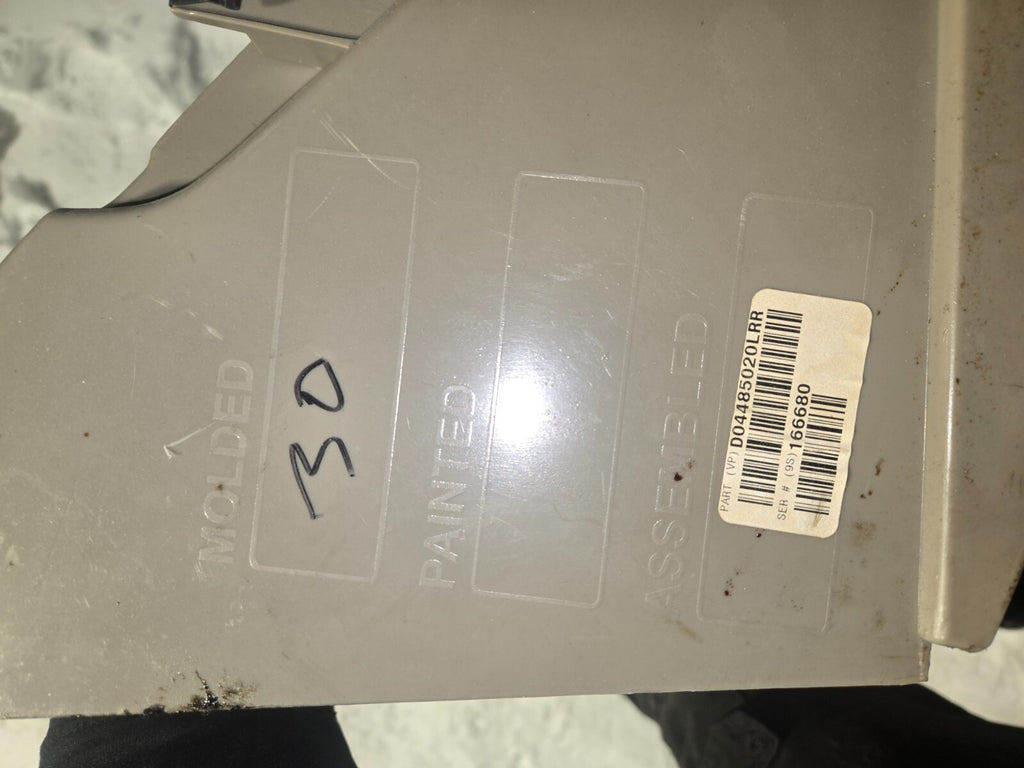 MOLDED
30
PAINTED
ASSEMBLED
PART (VP) D04485020LRR
SER # (9S) 166680